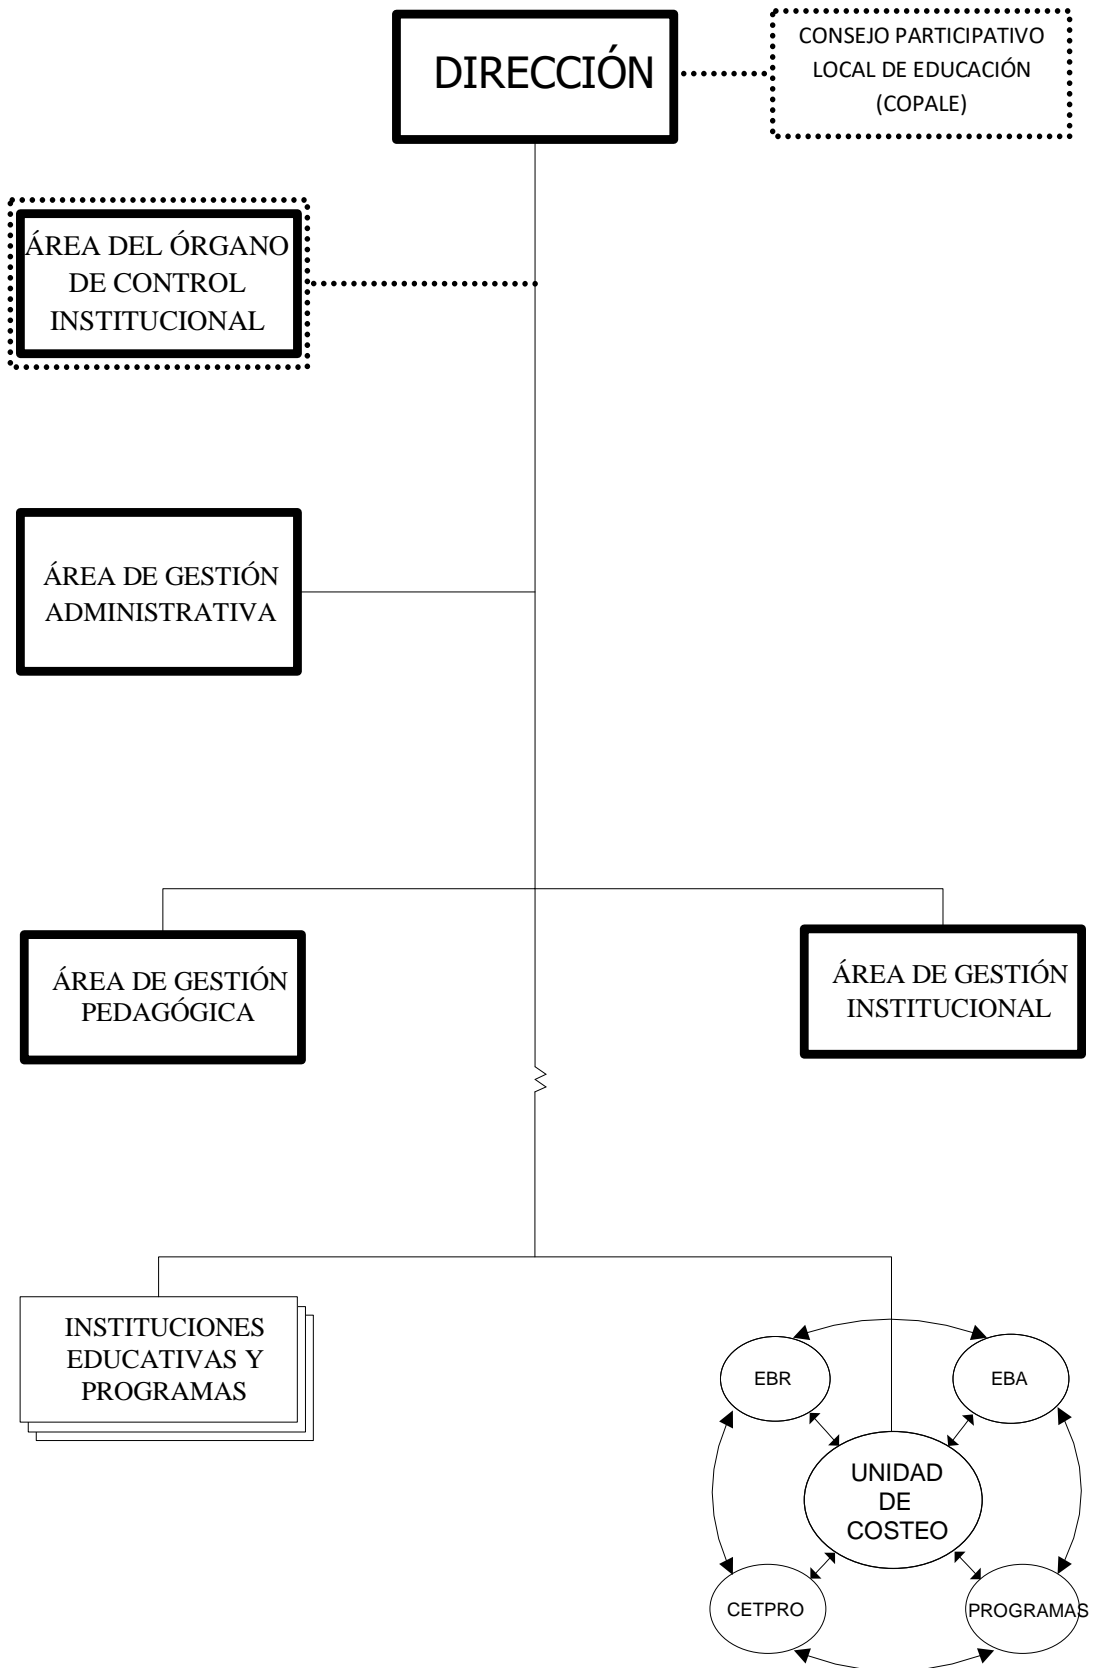 DIRECCIÓN
CONSEJO PARTICIPATIVO
LOCAL DE EDUCACIÓN
(COPALE)
ÁREA DEL ÓRGANO
DE CONTROL
INSTITUCIONAL
ÁREA DE GESTIÓN
ADMINISTRATIVA
ÁREA DE GESTIÓN
PEDAGÓGICA
ÁREA DE GESTIÓN
INSTITUCIONAL
INSTITUCIONES
EDUCATIVAS Y
PROGRAMAS
EBR
EBA
UNIDAD
DE
COSTEO
CETPRO
PROGRAMAS